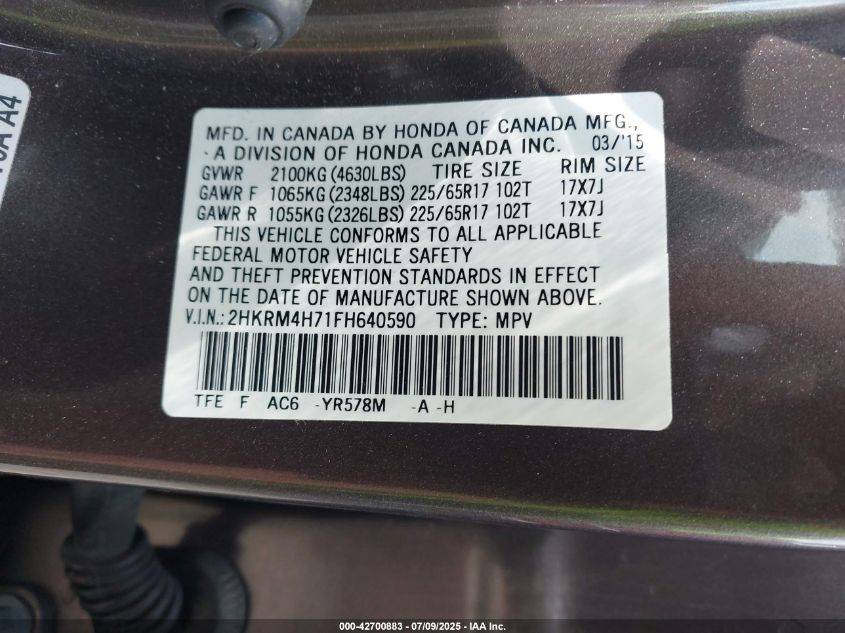 MFD. IN CANADA BY HONDA OF CANADA MFG.,
A DIVISION OF HONDA CANADA INC. 03/'15
GVWR 2100KG (4630LBS) TIRE SIZE RIM SIZE
GAWR F 1065KG (2348LBS) 225/65R17 102T 17X7J
GAWR R 1055KG (2326LBS) 225/65R17 102T 17X7J
THIS VEHICLE CONFORMS TO ALL APPLICABLE
FEDERAL MOTOR VEHICLE SAFETY
AND THEFT PREVENTION STANDARDS IN EFFECT
ON THE DATE OF MANUFACTURE SHOWN ABOVE.
V.I.N.: 2HKRM4H71FH640590 TYPE: MPV
TFE F AC6 -YR578M -A -H
A4
000-42700883 / 07/09/2025 - IAA Inc.